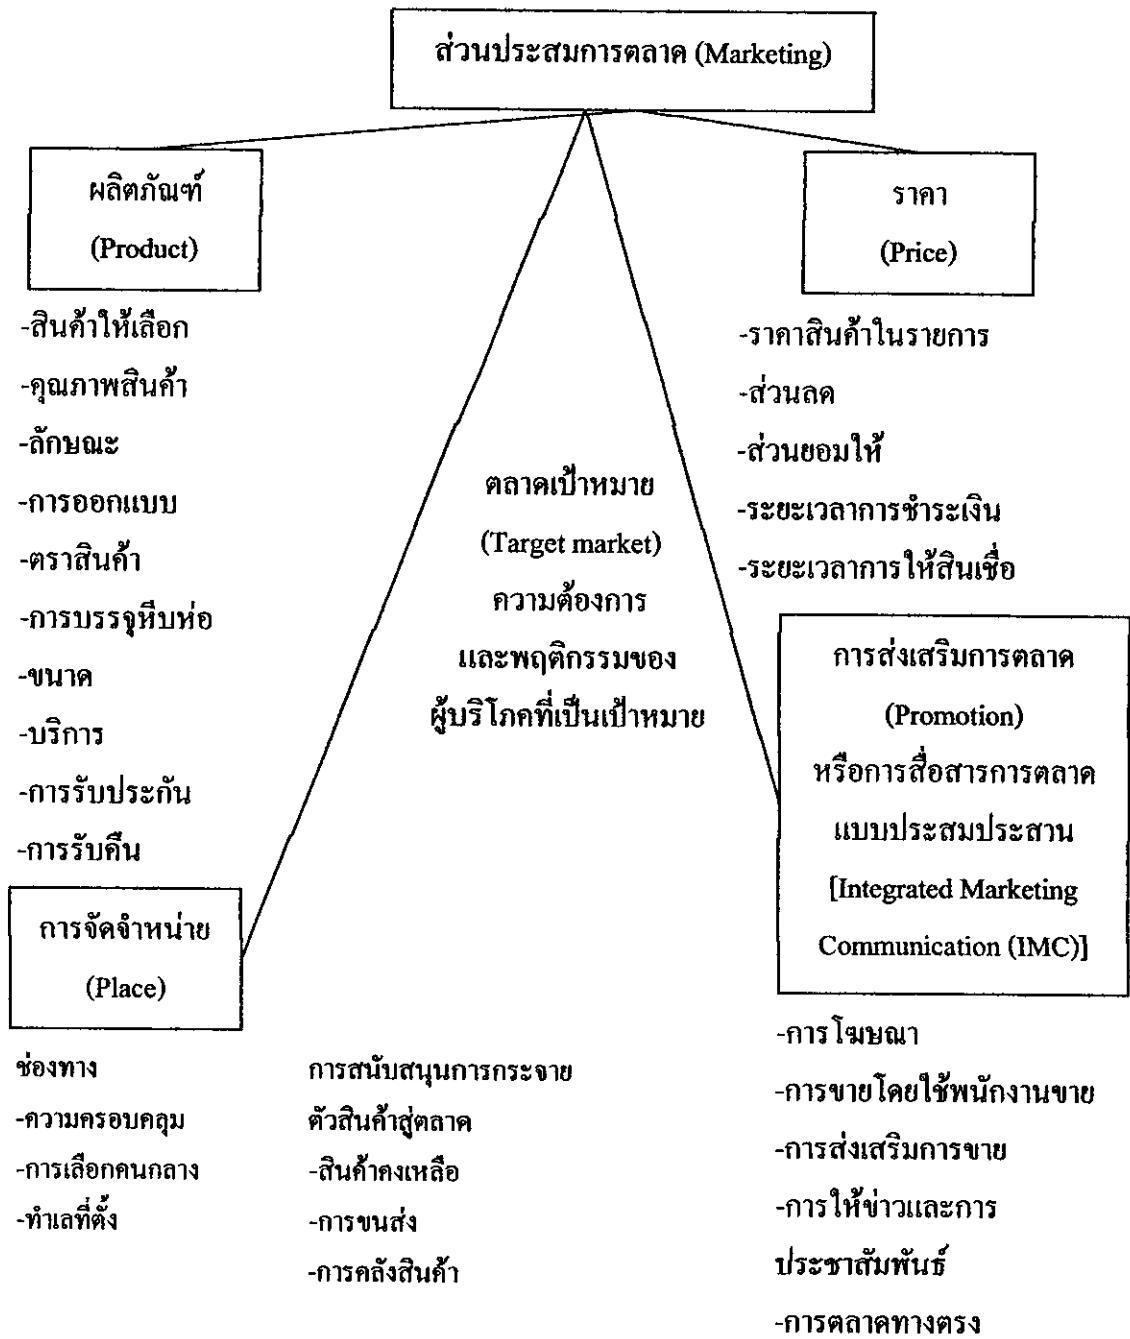 ส่วนประสมการตลาด (Marketing)
ผลิตภัณฑ์
(Product)
-สินค้าให้เลือก
-คุณภาพสินค้า
-ลักษณะ
-การออกแบบ
-ตราสินค้า
-การบรรจุหีบห่อ
-ขนาด
-บริการ
-การรับประกัน
-การรับคืน
ราคา
(Price)
-ราคาสินค้าในรายการ
-ส่วนลด
-ส่วนยอมให้
-ระยะเวลาการชำระเงิน
-ระยะเวลาการให้สินเชื่อ
ตลาดเป้าหมาย
(Target market)
ความต้องการ
และพฤติกรรมของ
ผู้บริโภคที่เป็นเป้าหมาย
การจัดจำหน่าย
(Place)
ช่องทาง
-ความครอบคลุม
-การเลือกคนกลาง
-ทำเลที่ตั้ง
การสนับสนุนการกระจาย
ตัวสินค้าสู่ตลาด
-สินค้าคงเหลือ
-การขนส่ง
-การคลังสินค้า
การส่งเสริมการตลาด
(Promotion)
หรือการสื่อสารการตลาด
แบบประสมประสาน
[Integrated Marketing
Communication (IMC)]
-การโฆษณา
-การขายโดยใช้พนักงานขาย
-การส่งเสริมการขาย
-การให้ข่าวและการ
ประชาสัมพันธ์
-การตลาดทางตรง